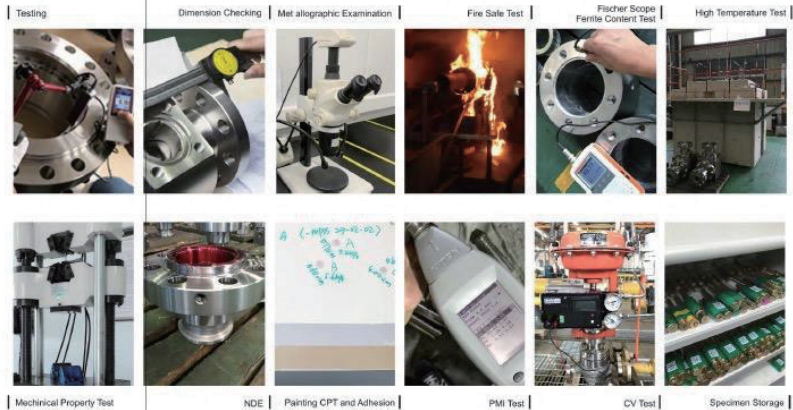 Testing
Dimension Checking
Met allographic Examination
Fire Safe Test
Fischer Scope
Ferrite Content Test
High Temperature Test
A
A
A
Mechinical Property Test
NDE
Painting CPT and Adhesion
PMI Test
CV Test
Specimen Storage